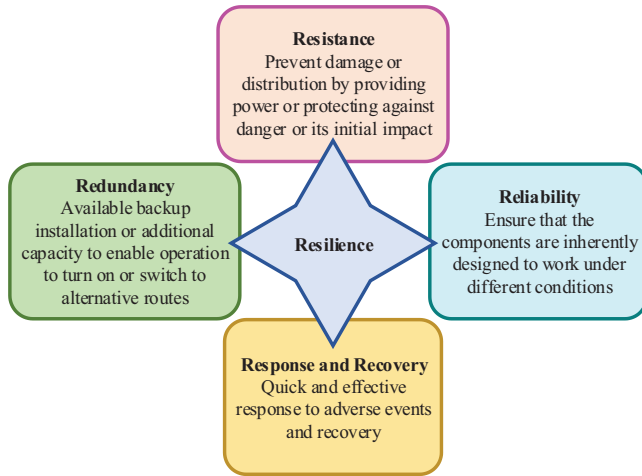 Resistance
Prevent damage or
distribution by providing
power or protecting against
danger or its initial impact
Redundancy
Available backup
installation or additional
capacity to enable operation
to turn on or switch to
alternative routes
Resilience
Reliability
Ensure that the
components are inherently
designed to work under
different conditions
Response and Recovery
Quick and effective
response to adverse events
and recovery